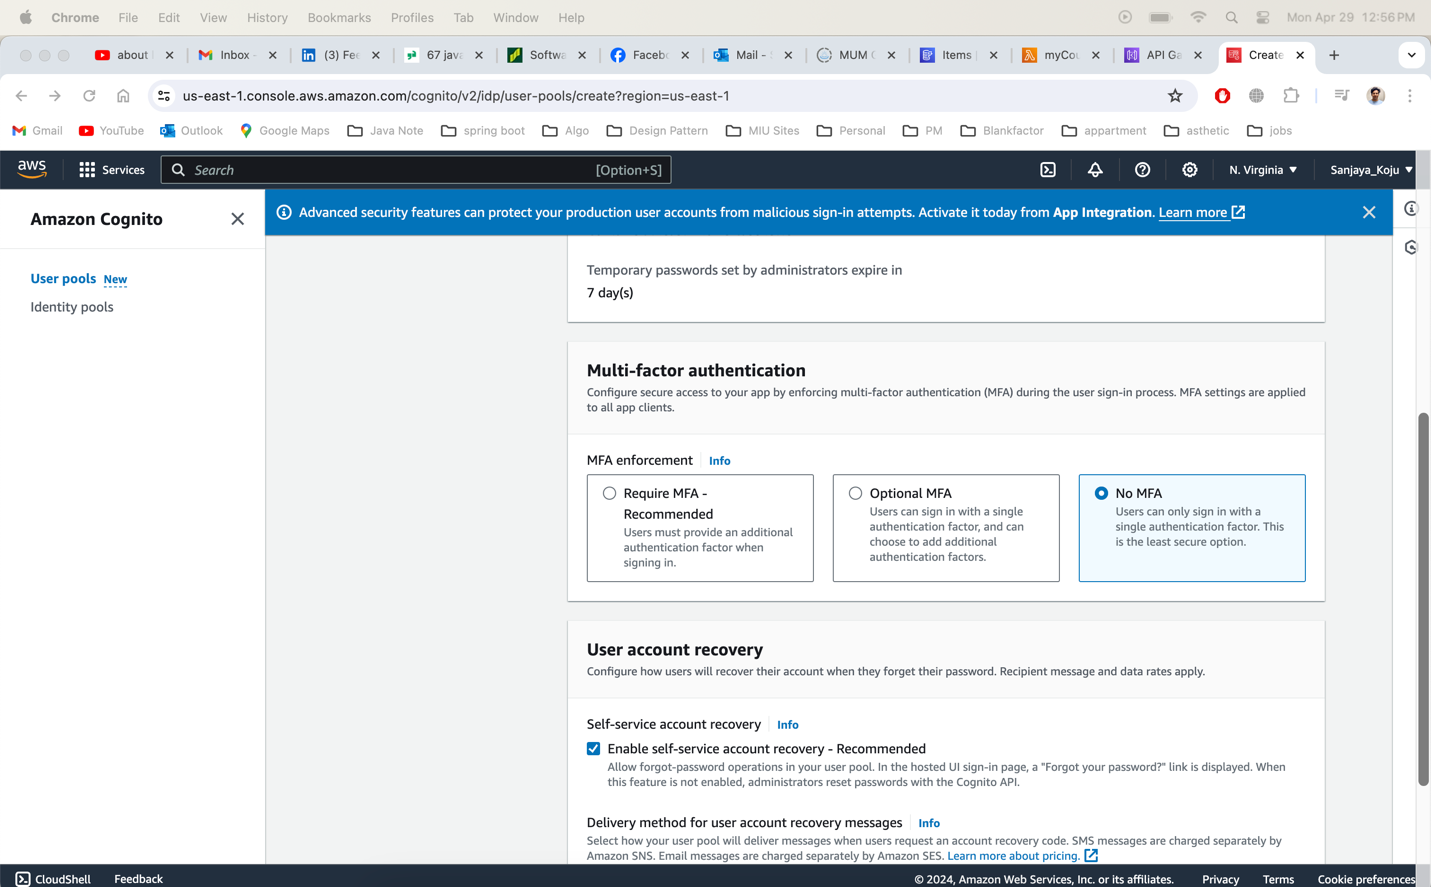 Chrome File Edit View History Bookmarks Profiles Tab Window Help Mon Apr 29 12:56 PM
about Inbox (3) Fee 67 java Softwa Facebo Mail - MUM Items myCou API Ga Create
us-east-1.console.aws.amazon.com/cognito/v2/idp/user-pools/create?region=us-east-1
Gmail YouTube Outlook Google Maps Java Note spring boot Algo Design Pattern MIU Sites Personal PM Blankfactor appartment asthetic jobs
aws Services Search [Option+S] N. Virginia Sanjaya_Koju
Amazon Cognito
User pools New
Identity pools
Advanced security features can protect your production user accounts from malicious sign-in attempts. Activate it today from App Integration. Learn more
Temporary passwords set by administrators expire in
7 day(s)
Multi-factor authentication
Configure secure access to your app by enforcing multi-factor authentication (MFA) during the user sign-in process. MFA settings are applied
to all app clients.
MFA enforcement Info
Require MFA -
Recommended
Users must provide an additional
authentication factor when
signing in.
Optional MFA
Users can sign in with a single
authentication factor, and can
choose to add additional
authentication factors.
No MFA
Users can only sign in with a
single authentication factor. This
is the least secure option.
User account recovery
Configure how users will recover their account when they forget their password. Recipient message and data rates apply.
Self-service account recovery Info
Enable self-service account recovery - Recommended
Allow forgot-password operations in your user pool. In the hosted UI sign-in page, a "Forgot your password?" link is displayed. When
this feature is not enabled, administrators reset passwords with the Cognito API.
Delivery method for user account recovery messages Info
Select how your user pool will deliver messages when users request an account recovery code. SMS messages are charged separately by
Amazon SNS. Email messages are charged separately by Amazon SES. Learn more about pricing.
CloudShell Feedback © 2024, Amazon Web Services, Inc. or its affiliates. Privacy Terms Cookie preferences